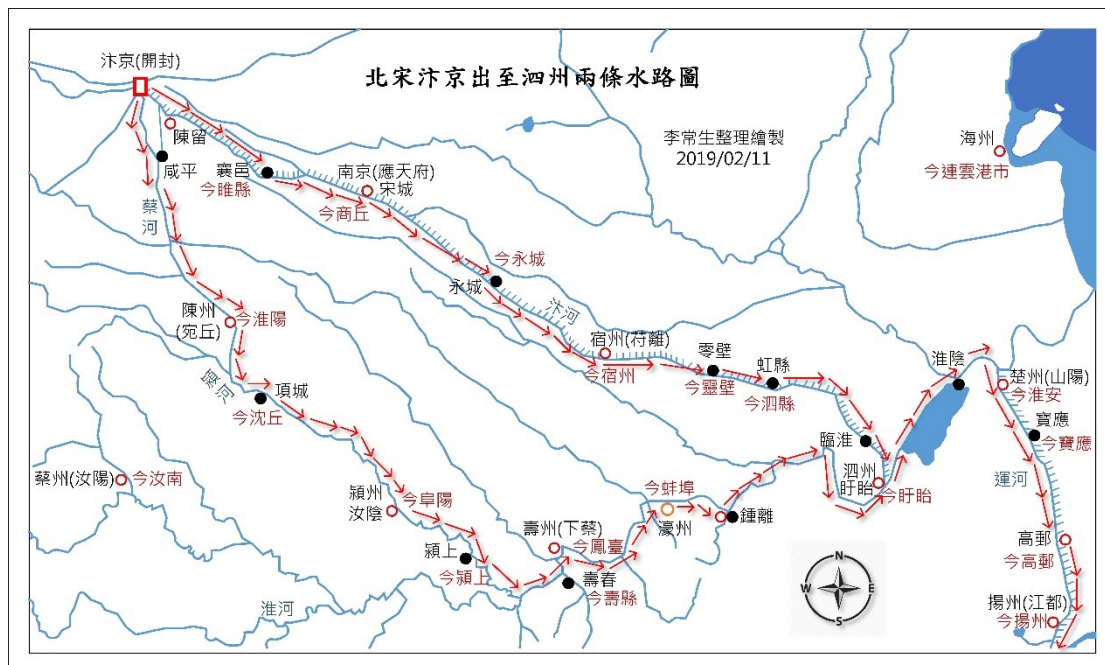 汴京(開封)
北宋汴京出至泗州兩條水路圖
李常生整理繪製
2019/02/11
海州
今連雲港市
陳留
咸平
襄邑
今睢縣
南京(應天府)
宋城
今商丘
蔡河
今永城
永城
汴河
陳州
(宛丘)
今淮陽
宿州(苻離)
今宿州
零壁
今靈壁
虹縣
今泗縣
淮陰
楚州(山陽)
今淮安
寶應
今寶應
潁河
項城
今沈丘
臨淮
泗州
盱眙
今盱眙
運河
蔡州(汝陽)
今汝南
潁州
汝陰
今阜陽
今蚌埠
濠州
鍾離
壽州(下蔡)
今鳳臺
潁上
今潁上
壽春
今壽縣
高郵
今高郵
淮河
揚州(江都)
今揚州
N
W
E
S